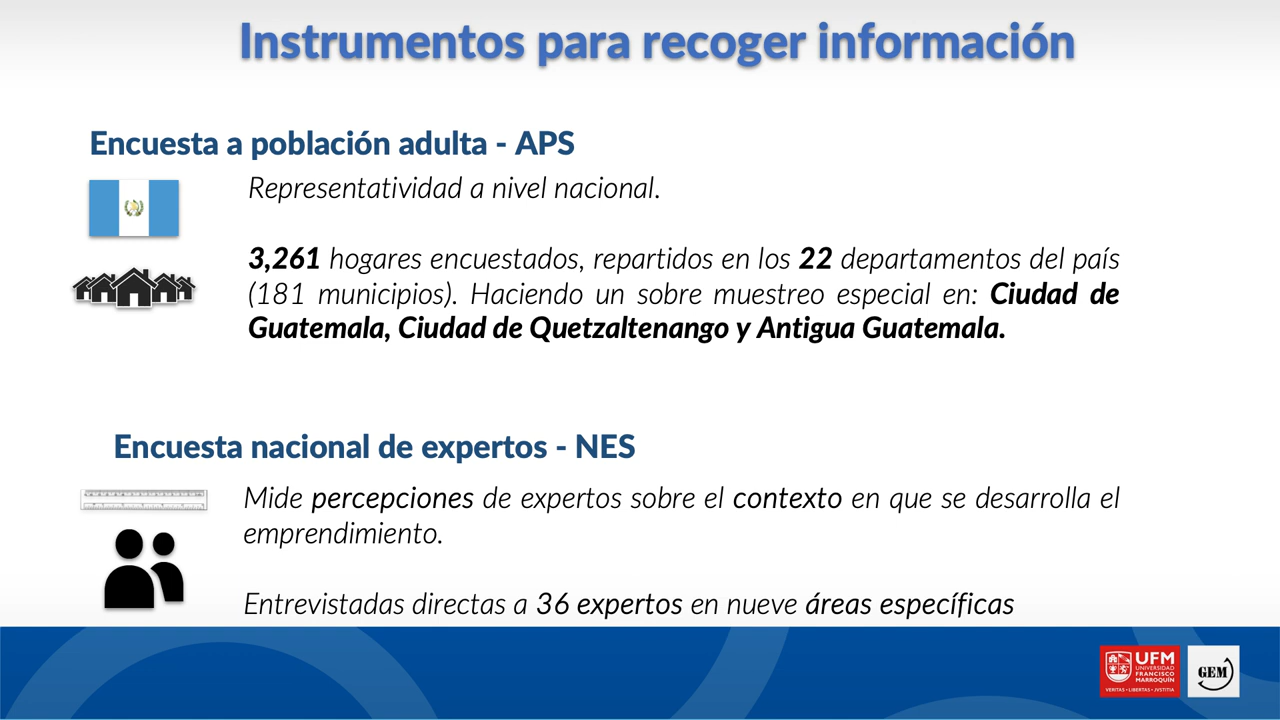 Instrumentos para recoger información
Encuesta a población adulta - APS
Representatividad a nivel nacional.
3,261 hogares encuestados, repartidos en los 22 departamentos del país
(181 municipios). Haciendo un sobre muestreo especial en: Ciudad de
Guatemala, Ciudad de Quetzaltenango y Antigua Guatemala.
Encuesta nacional de expertos - NES
Mide percepciones de expertos sobre el contexto en que se desarrolla el
emprendimiento.
Entrevistadas directas a 36 expertos en nueve áreas específicas
UFM
UNIVERSIDAD
FRANCISCO
MARROQUÍN
VERITAS • LIBERTAS • JVSTITIA
GEM